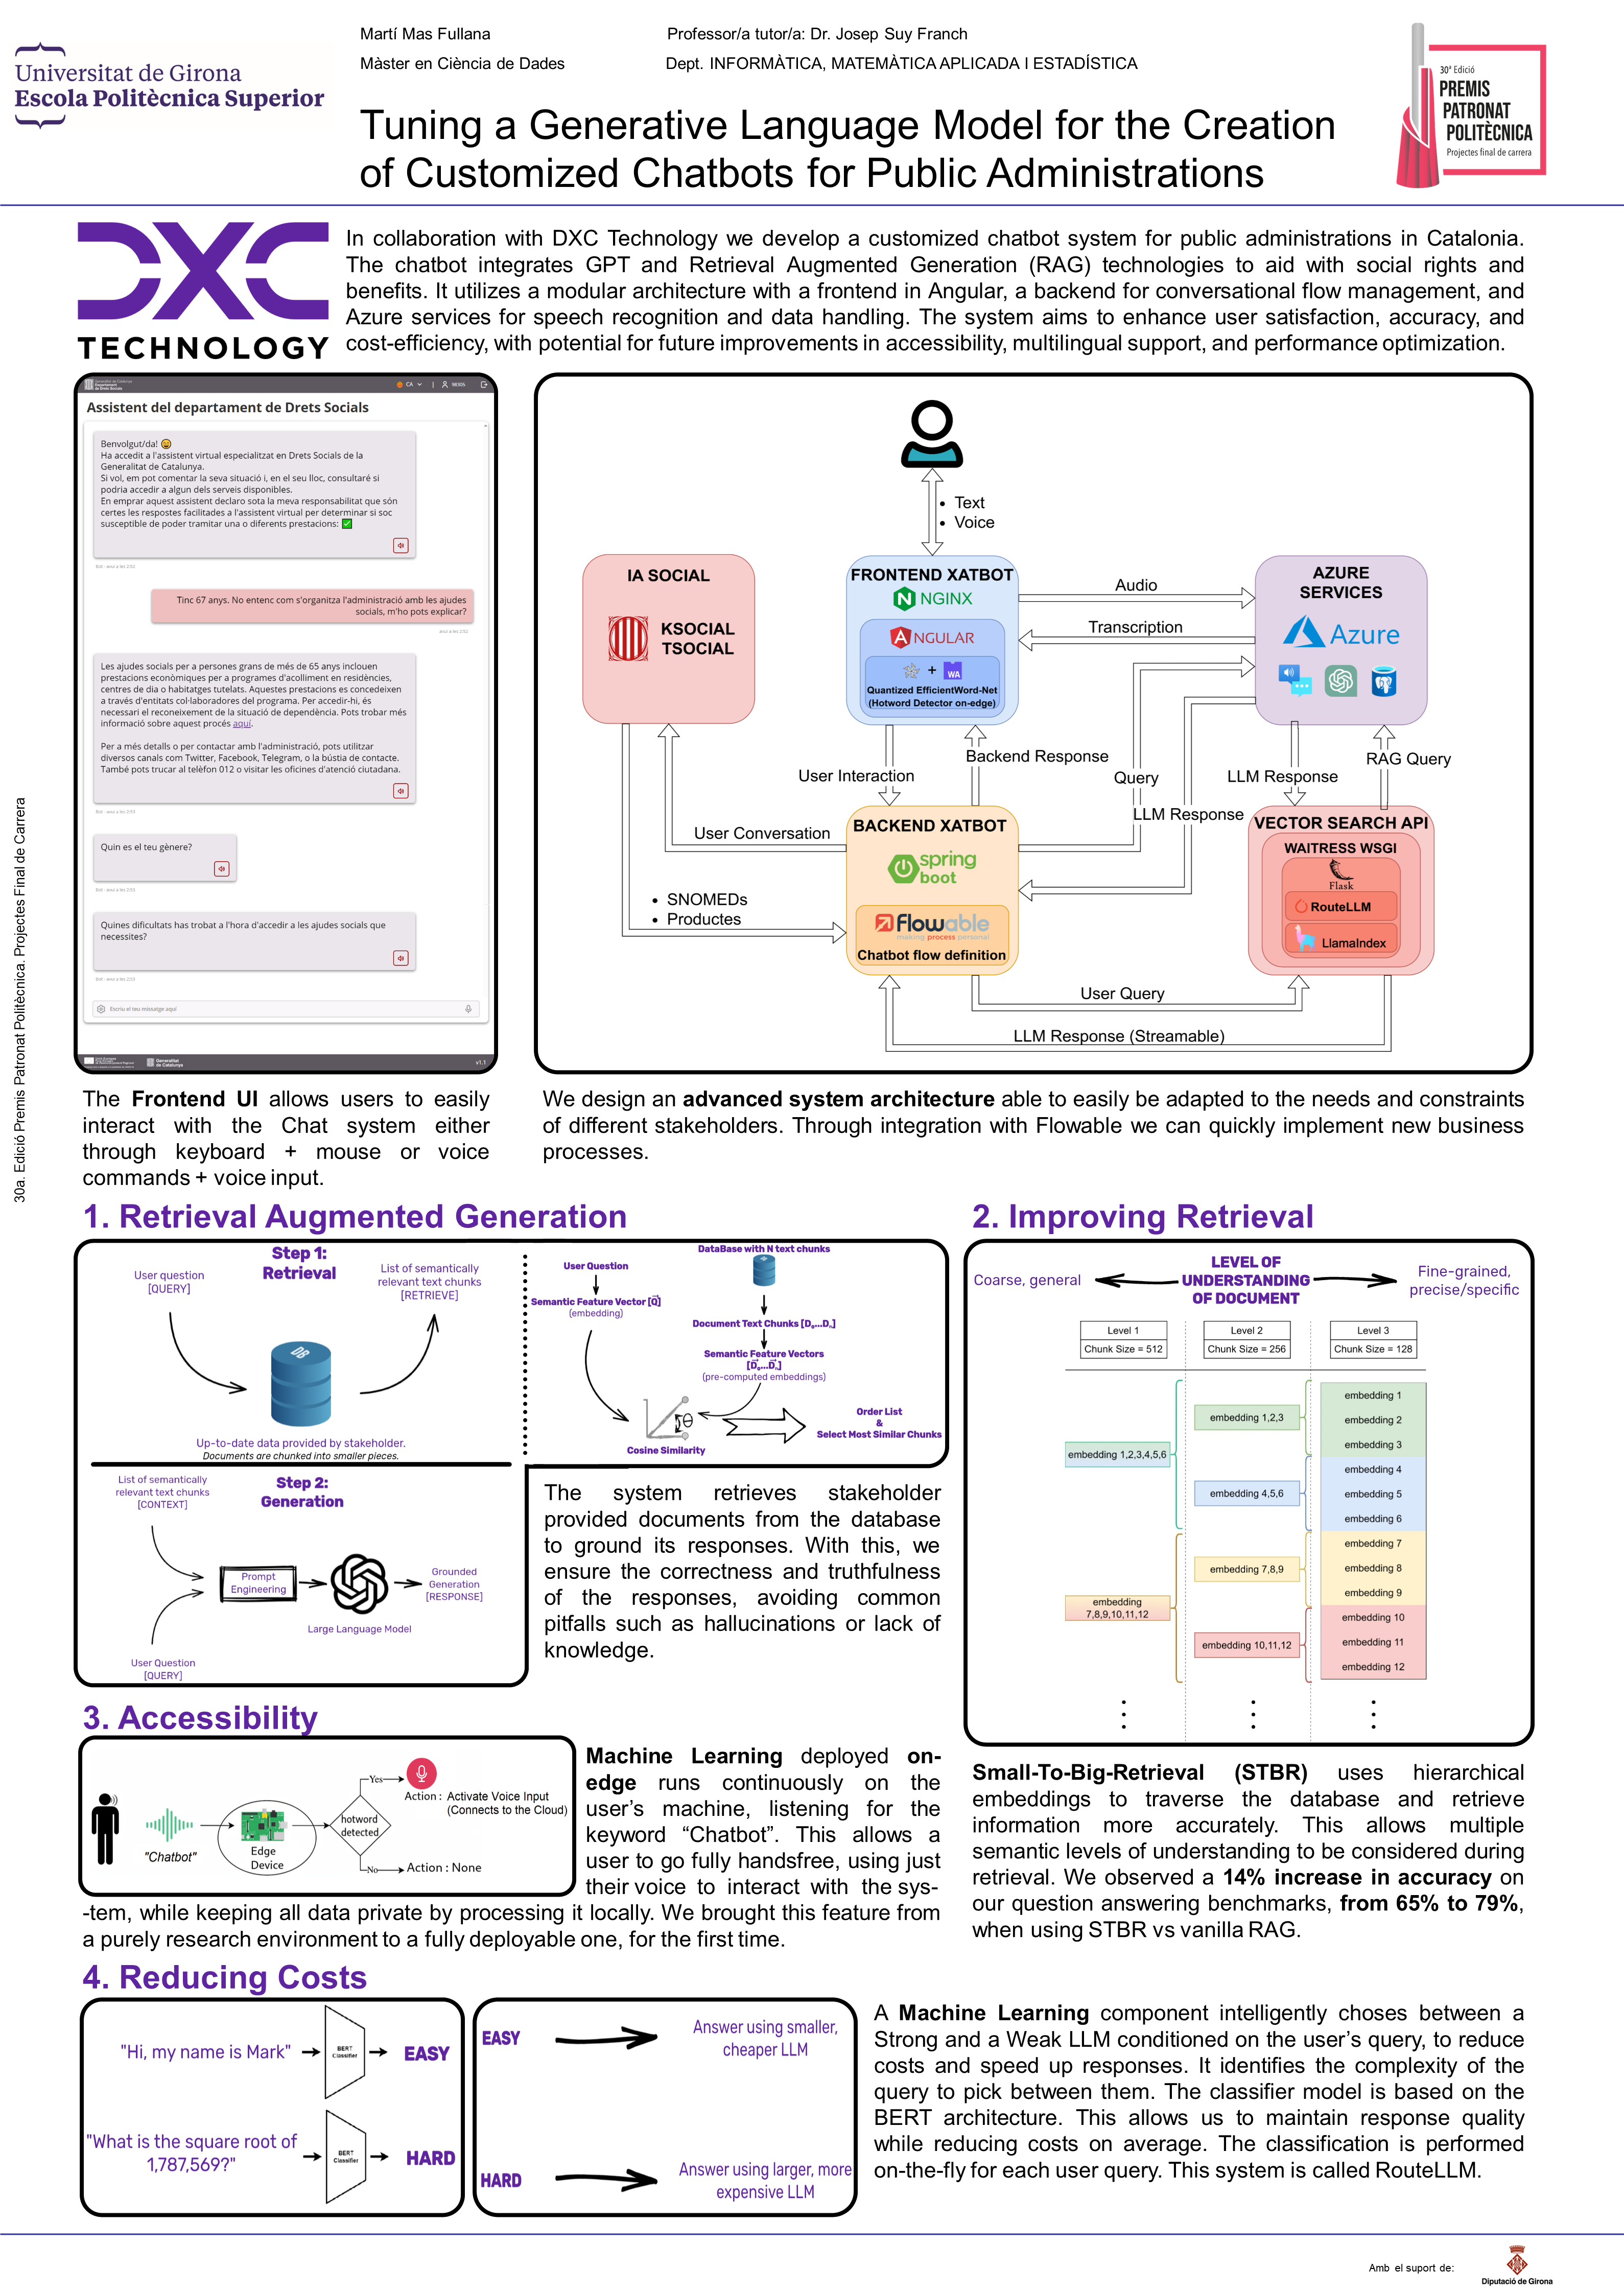 Martí Mas Fullana
Professor/a tutor/a: Dr. Josep Suy Franch
Màster en Ciència de Dades
Dept. INFORMÀTICA, MATEMÀTICA APLICADA I ESTADÍSTICA
Universitat de Girona
Escola Politècnica Superior
Tuning a Generative Language Model for the Creation
of Customized Chatbots for Public Administrations
30ª Edició
PREMIS
PATRONAT
POLITÈCNICA
Projectes final de carrera
DXC
TECHNOLOGY
In collaboration with DXC Technology we develop a customized chatbot system for public administrations in Catalonia.
The chatbot integrates GPT and Retrieval Augmented Generation (RAG) technologies to aid with social rights and
benefits. It utilizes a modular architecture with a frontend in Angular, a backend for conversational flow management, and
Azure services for speech recognition and data handling. The system aims to enhance user satisfaction, accuracy, and
cost-efficiency, with potential for future improvements in accessibility, multilingual support, and performance optimization.
CA
Assistent del departament de Drets Socials
Benvolgut/da!
Ha accedit a l'assistent virtual especialitzat en Drets Socials de la
Generalitat de Catalunya.
Si vol, em pot comentar la seva situació i, en el seu lloc, consultaré si
podria accedir a algun dels serveis disponibles.
En emprar aquest assistent declaro sota la meva responsabilitat que són
certes les respostes facilitades a l'assistent virtual per determinar si soc
susceptible de poder tramitar una o diferents prestacions:
Tinc 67 anys. No entenc com s'organitza l'administració amb les ajudes
socials, m'ho pots explicar?
Les ajudes socials per a persones grans de més de 65 anys inclouen
prestacions econòmiques per a programes d'acolliment en residències,
centres de dia o habitatges tutelats. Aquestes prestacions es concedeixen
a través d'entitats col·laboradores del programa. Per accedir-hi, és
necessari el reconeixement de la situació de dependència. Pots trobar més
informació sobre aquest procés aquí.
Per a més detalls o per contactar amb l'administració, pots utilitzar
diversos canals com Twitter, Facebook, Telegram, o la bústia de contacte.
També pots trucar al telèfon 012 o visitar les oficines d'atenció ciutadana.
Quin es el teu gènere?
Quines dificultats has trobat a l'hora d'accedir a les ajudes socials que
necessites?
Escriu el teu missatge aquí
Generalitat
de Catalunya
v1.1
Text
Voice
IA SOCIAL
KSOCIAL
TSOCIAL
FRONTEND XATBOT
NGINX
ANGULAR
+
WA
Quantized EfficientWord-Net
(Hotword Detector on-edge)
Audio
Transcription
AZURE
SERVICES
Azure
User Interaction
Backend Response
Query
LLM Response
LLM Response
RAG Query
User Conversation
SNOMEDs
Productes
BACKEND XATBOT
spring
boot
Flowable
making process personal
Chatbot flow definition
VECTOR SEARCH API
WAITRESS WSGI
Flask
RouteLLM
LlamaIndex
User Query
LLM Response (Streamable)
30a. Edició Premis Patronat Politècnica. Projectes Final de Carrera
The Frontend UI allows users to easily
interact with the Chat system either
through keyboard + mouse or voice
commands + voice input.
We design an advanced system architecture able to easily be adapted to the needs and constraints
of different stakeholders. Through integration with Flowable we can quickly implement new business
processes.
1. Retrieval Augmented Generation
Step 1:
Retrieval
User question
[QUERY]
List of semantically
relevant text chunks
[RETRIEVE]
DB
Up-to-date data provided by stakeholder.
Documents are chunked into smaller pieces.
User Question
Semantic Feature Vector [Q⃗]
(embedding)
DataBase with N text chunks
Document Text Chunks [D₀...Dₙ]
Semantic Feature Vectors
[D⃗₀...D⃗ₙ]
(pre-computed embeddings)
θ
Cosine Similarity
Order List
&
Select Most Similar Chunks
Step 2:
Generation
List of semantically
relevant text chunks
[CONTEXT]
Prompt
Engineering
Large Language Model
Grounded
Generation
[RESPONSE]
User Question
[QUERY]
The system retrieves stakeholder
provided documents from the database
to ground its responses. With this, we
ensure the correctness and truthfulness
of the responses, avoiding common
pitfalls such as hallucinations or lack of
knowledge.
2. Improving Retrieval
Coarse, general
LEVEL OF
UNDERSTANDING
OF DOCUMENT
Fine-grained,
precise/specific
Level 1
Chunk Size = 512
Level 2
Chunk Size = 256
Level 3
Chunk Size = 128
embedding 1,2,3,4,5,6
embedding
7,8,9,10,11,12
embedding 1,2,3
embedding 4,5,6
embedding 7,8,9
embedding 10,11,12
embedding 1
embedding 2
embedding 3
embedding 4
embedding 5
embedding 6
embedding 7
embedding 8
embedding 9
embedding 10
embedding 11
embedding 12
Small-To-Big-Retrieval (STBR) uses hierarchical
embeddings to traverse the database and retrieve
information more accurately. This allows multiple
semantic levels of understanding to be considered during
retrieval. We observed a 14% increase in accuracy on
our question answering benchmarks, from 65% to 79%,
when using STBR vs vanilla RAG.
3. Accessibility
"Chatbot"
Edge
Device
hotword
detected
Yes
No
Action : Activate Voice Input
(Connects to the Cloud)
Action : None
Machine Learning deployed on-
edge runs continuously on the
user's machine, listening for the
keyword “Chatbot”. This allows a
user to go fully handsfree, using just
their voice to interact with the sys-
-tem, while keeping all data private by processing it locally. We brought this feature from
a purely research environment to a fully deployable one, for the first time.
4. Reducing Costs
"Hi, my name is Mark"
BERT
Classifier
EASY
"What is the square root of
1,787,569?"
BERT
Classifier
HARD
EASY
Answer using smaller,
cheaper LLM
HARD
Answer using larger, more
expensive LLM
A Machine Learning component intelligently choses between a
Strong and a Weak LLM conditioned on the user's query, to reduce
costs and speed up responses. It identifies the complexity of the
query to pick between them. The classifier model is based on the
BERT architecture. This allows us to maintain response quality
while reducing costs on average. The classification is performed
on-the-fly for each user query. This system is called RouteLLM.
Amb el suport de:
Diputació de Girona